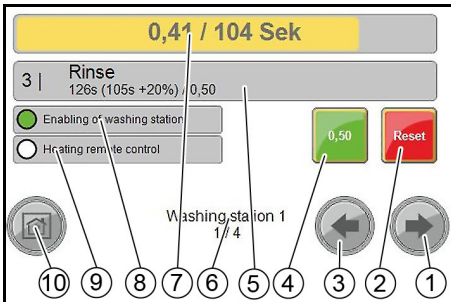 0,41 / 104 Sek
3 | Rinse
126s (105s +20%) / 0,50
Enabling of washing station
0,50
Reset
Heating remote control
Washing station 1
1 / 4
10 9 8 7 6 5 4 3 2 1